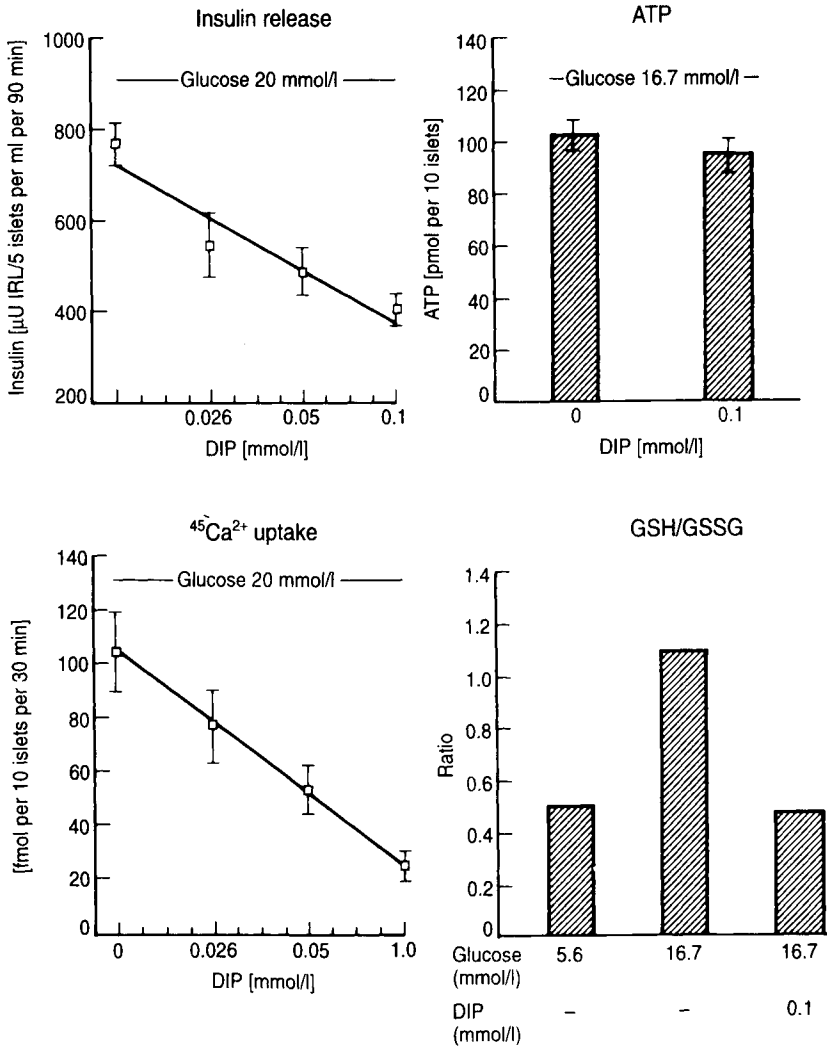 Insulin release
Insulin [µU IRL/5 islets per ml per 90 min]
1000
800
600
400
200
Glucose 20 mmol/l
0.026 0.05 0.1
DIP [mmol/l]
ATP
ATP [pmol per 10 islets]
140
120
100
80
60
40
20
0
Glucose 16.7 mmol/l
0 0.1
DIP [mmol/l]
45Ca2+ uptake
[fmol per 10 islets per 30 min]
140
120
100
80
60
40
20
0
Glucose 20 mmol/l
0 0.026 0.05 1.0
DIP [mmol/l]
GSH/GSSG
Ratio
1.4
1.2
1.0
0.8
0.6
0.4
0.2
0
Glucose 5.6 16.7 16.7
(mmol/l)
DIP – – 0.1
(mmol/l)